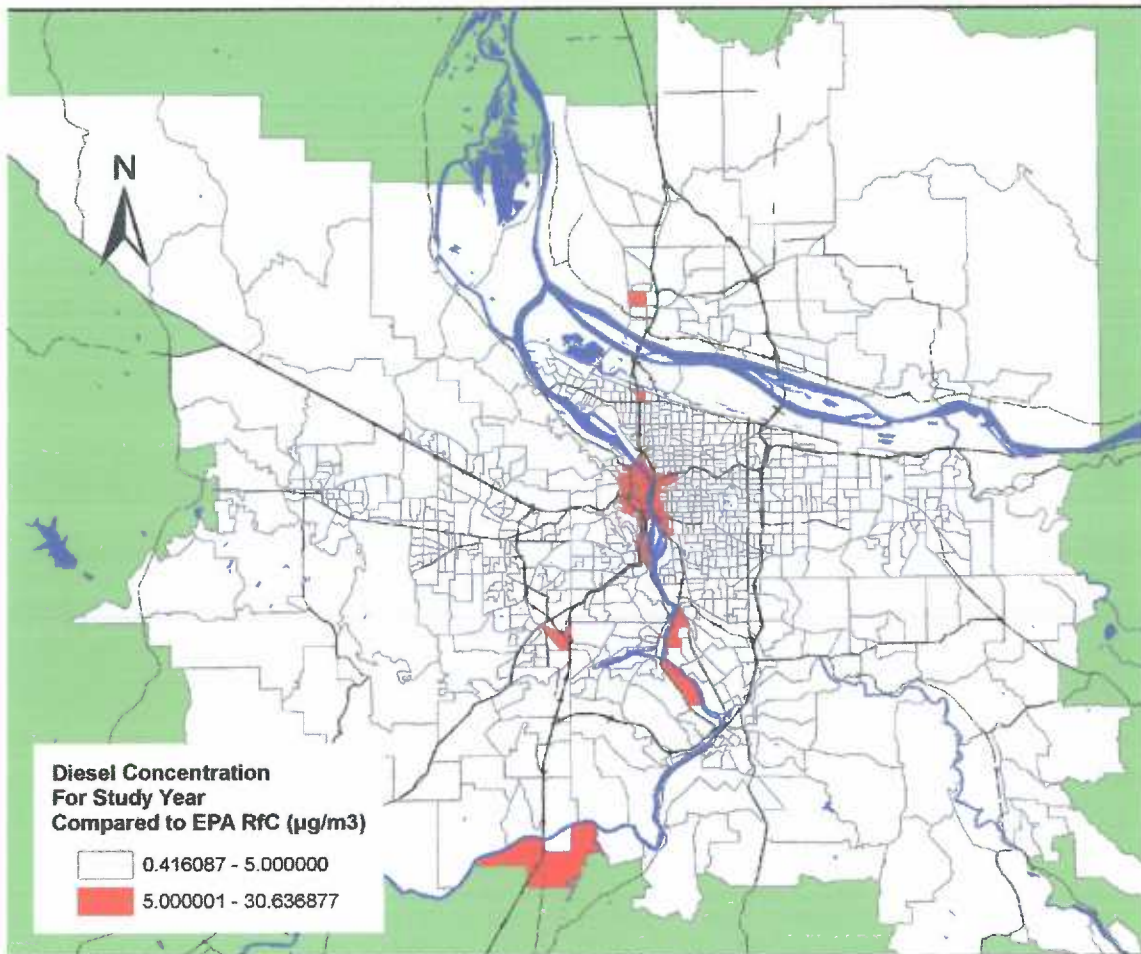 N
Diesel Concentration
For Study Year
Compared to EPA RfC (µg/m3)
0.416087 - 5.000000
5.000001 - 30.636877